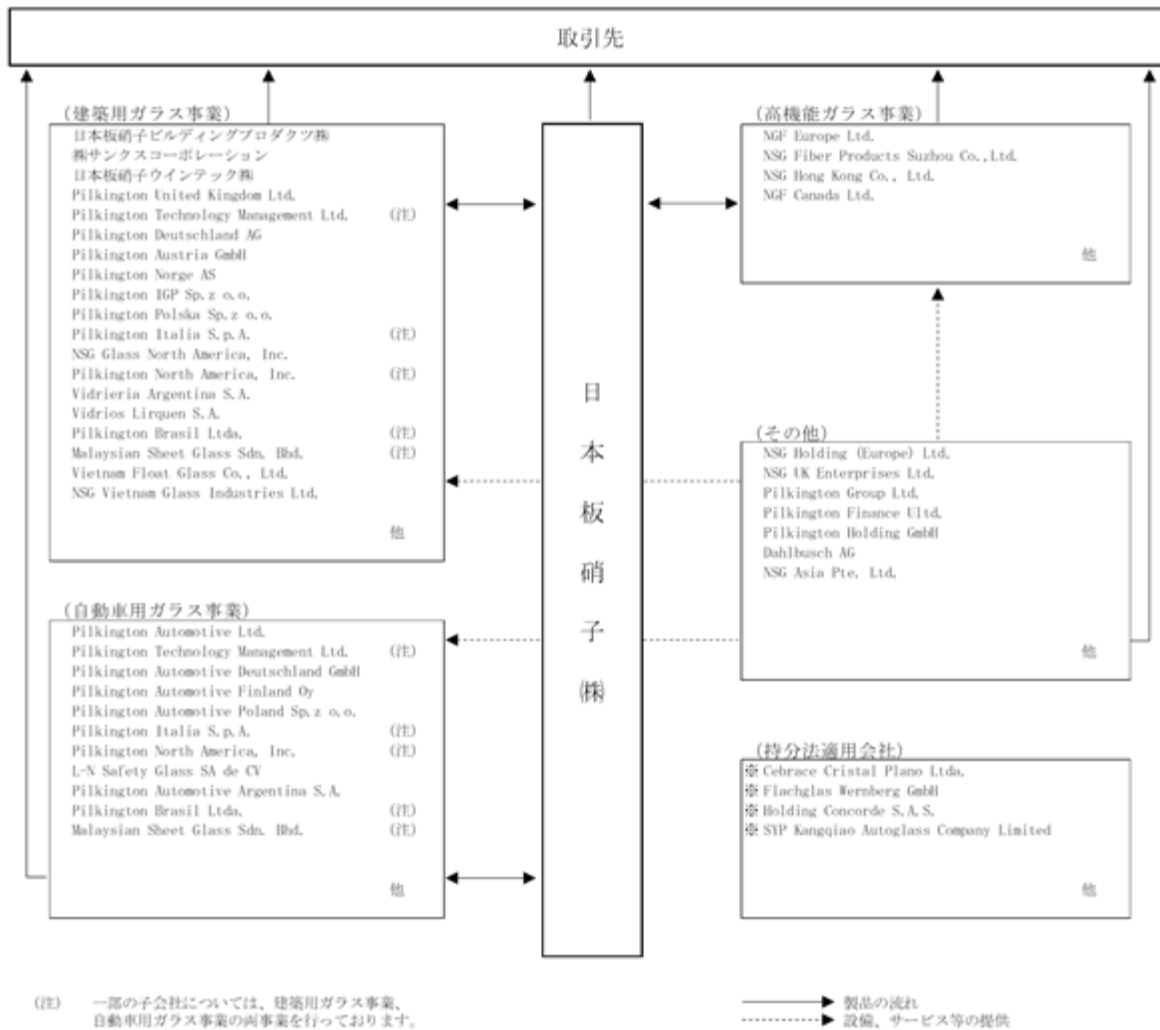 取引先
(建築用ガラス事業)
日本板硝子ビルディングプロダクツ㈱
㈱サンクスコーポレーション
日本板硝子ウインテック㈱
Pilkington United Kingdom Ltd.
Pilkington Technology Management Ltd. (注)
Pilkington Deutschland AG
Pilkington Austria GmbH
Pilkington Norge AS
Pilkington IGP Sp.z o.o.
Pilkington Polska Sp.z o.o.
Pilkington Italia S.p.A. (注)
NSG Glass North America, Inc.
Pilkington North America, Inc. (注)
Vidrieria Argentina S.A.
Vidrios Lirquen S.A.
Pilkington Brasil Ltda. (注)
Malaysian Sheet Glass Sdn. Bhd. (注)
Vietnam Float Glass Co., Ltd.
NSG Vietnam Glass Industries Ltd.
他
(自動車用ガラス事業)
Pilkington Automotive Ltd.
Pilkington Technology Management Ltd. (注)
Pilkington Automotive Deutschland GmbH
Pilkington Automotive Finland Oy
Pilkington Automotive Poland Sp.z o.o.
Pilkington Italia S.p.A. (注)
Pilkington North America, Inc. (注)
L-N Safety Glass SA de CV
Pilkington Automotive Argentina S.A.
Pilkington Brasil Ltda. (注)
Malaysian Sheet Glass Sdn. Bhd. (注)
他
日本板硝子㈱
(高機能ガラス事業)
NGF Europe Ltd.
NSG Fiber Products Suzhou Co.,Ltd.
NSG Hong Kong Co., Ltd.
NGF Canada Ltd.
他
(その他)
NSG Holding (Europe) Ltd.
NSG UK Enterprises Ltd.
Pilkington Group Ltd.
Pilkington Finance Ultd.
Pilkington Holding GmbH
Dahlbusch AG
NSG Asia Pte. Ltd.
他
(持分法適用会社)
※ Cebrace Cristal Plano Ltda.
※ Flachglas Wernberg GmbH
※ Holding Concorde S.A.S.
※ SYP Kangqiao Autoglass Company Limited
他
(注) 一部の子会社については、建築用ガラス事業、
自動車用ガラス事業の両事業を行っております。
製品の流れ
設備、サービス等の提供